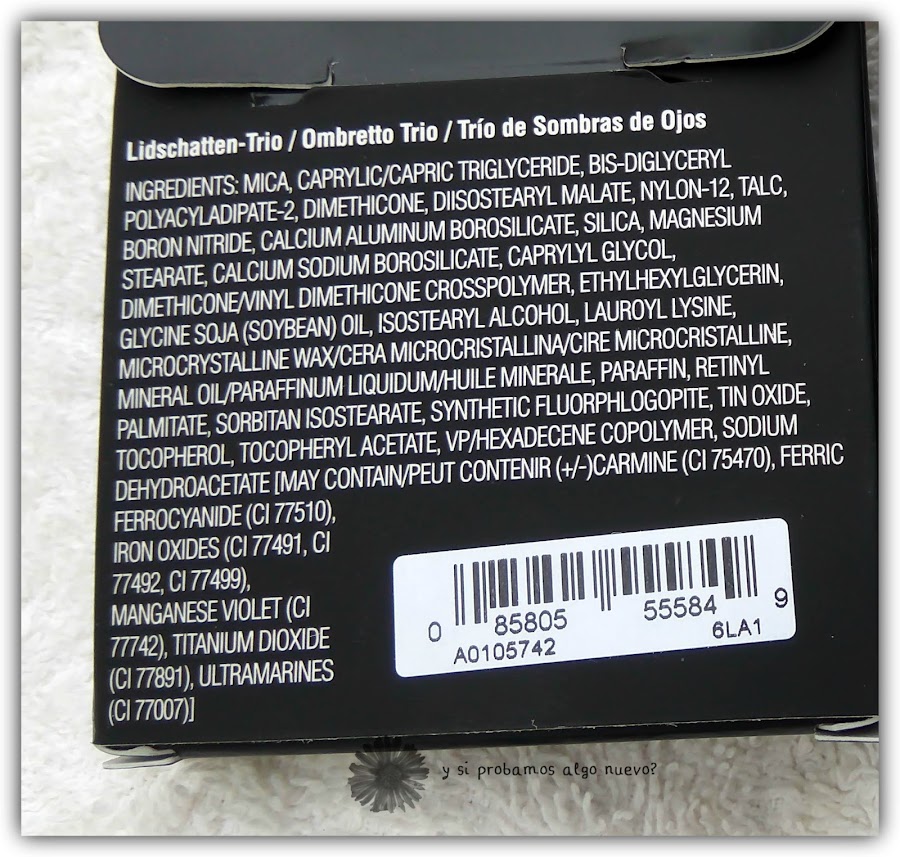 Lidschatten-Trio / Ombretto Trio / Trío de Sombras de Ojos
INGREDIENTS: MICA, CAPRYLIC/CAPRIC TRIGLYCERIDE, BIS-DIGLYCERYL
POLYACYLADIPATE-2, DIMETHICONE, DIISOSTEARYL MALATE, NYLON-12, TALC,
BORON NITRIDE, CALCIUM ALUMINUM BOROSILICATE, SILICA, MAGNESIUM
STEARATE, CALCIUM SODIUM BOROSILICATE, CAPRYLYL GLYCOL,
DIMETHICONE/VINYL DIMETHICONE CROSSPOLYMER, ETHYLHEXYLGLYCERIN,
GLYCINE SOJA (SOYBEAN) OIL, ISOSTEARYL ALCOHOL, LAUROYL LYSINE,
MICROCRYSTALLINE WAX/CERA MICROCRISTALLINA/CIRE MICROCRISTALLINE,
MINERAL OIL/PARAFFINUM LIQUIDUM/HUILE MINERALE, PARAFFIN, RETINYL
PALMITATE, SORBITAN ISOSTEARATE, SYNTHETIC FLUORPHLOGOPITE, TIN OXIDE,
TOCOPHEROL, TOCOPHERYL ACETATE, VP/HEXADECENE COPOLYMER, SODIUM
DEHYDROACETATE [MAY CONTAIN/PEUT CONTENIR (+/-)CARMINE (CI 75470), FERRIC
FERROCYANIDE (CI 77510),
IRON OXIDES (CI 77491, CI
77492, CI 77499),
MANGANESE VIOLET (CI
77742), TITANIUM DIOXIDE
(CI 77891), ULTRAMARINES
(CI 77007)]
0 85805 55584 9
A0105742 6LA1
y si probamos algo nuevo?